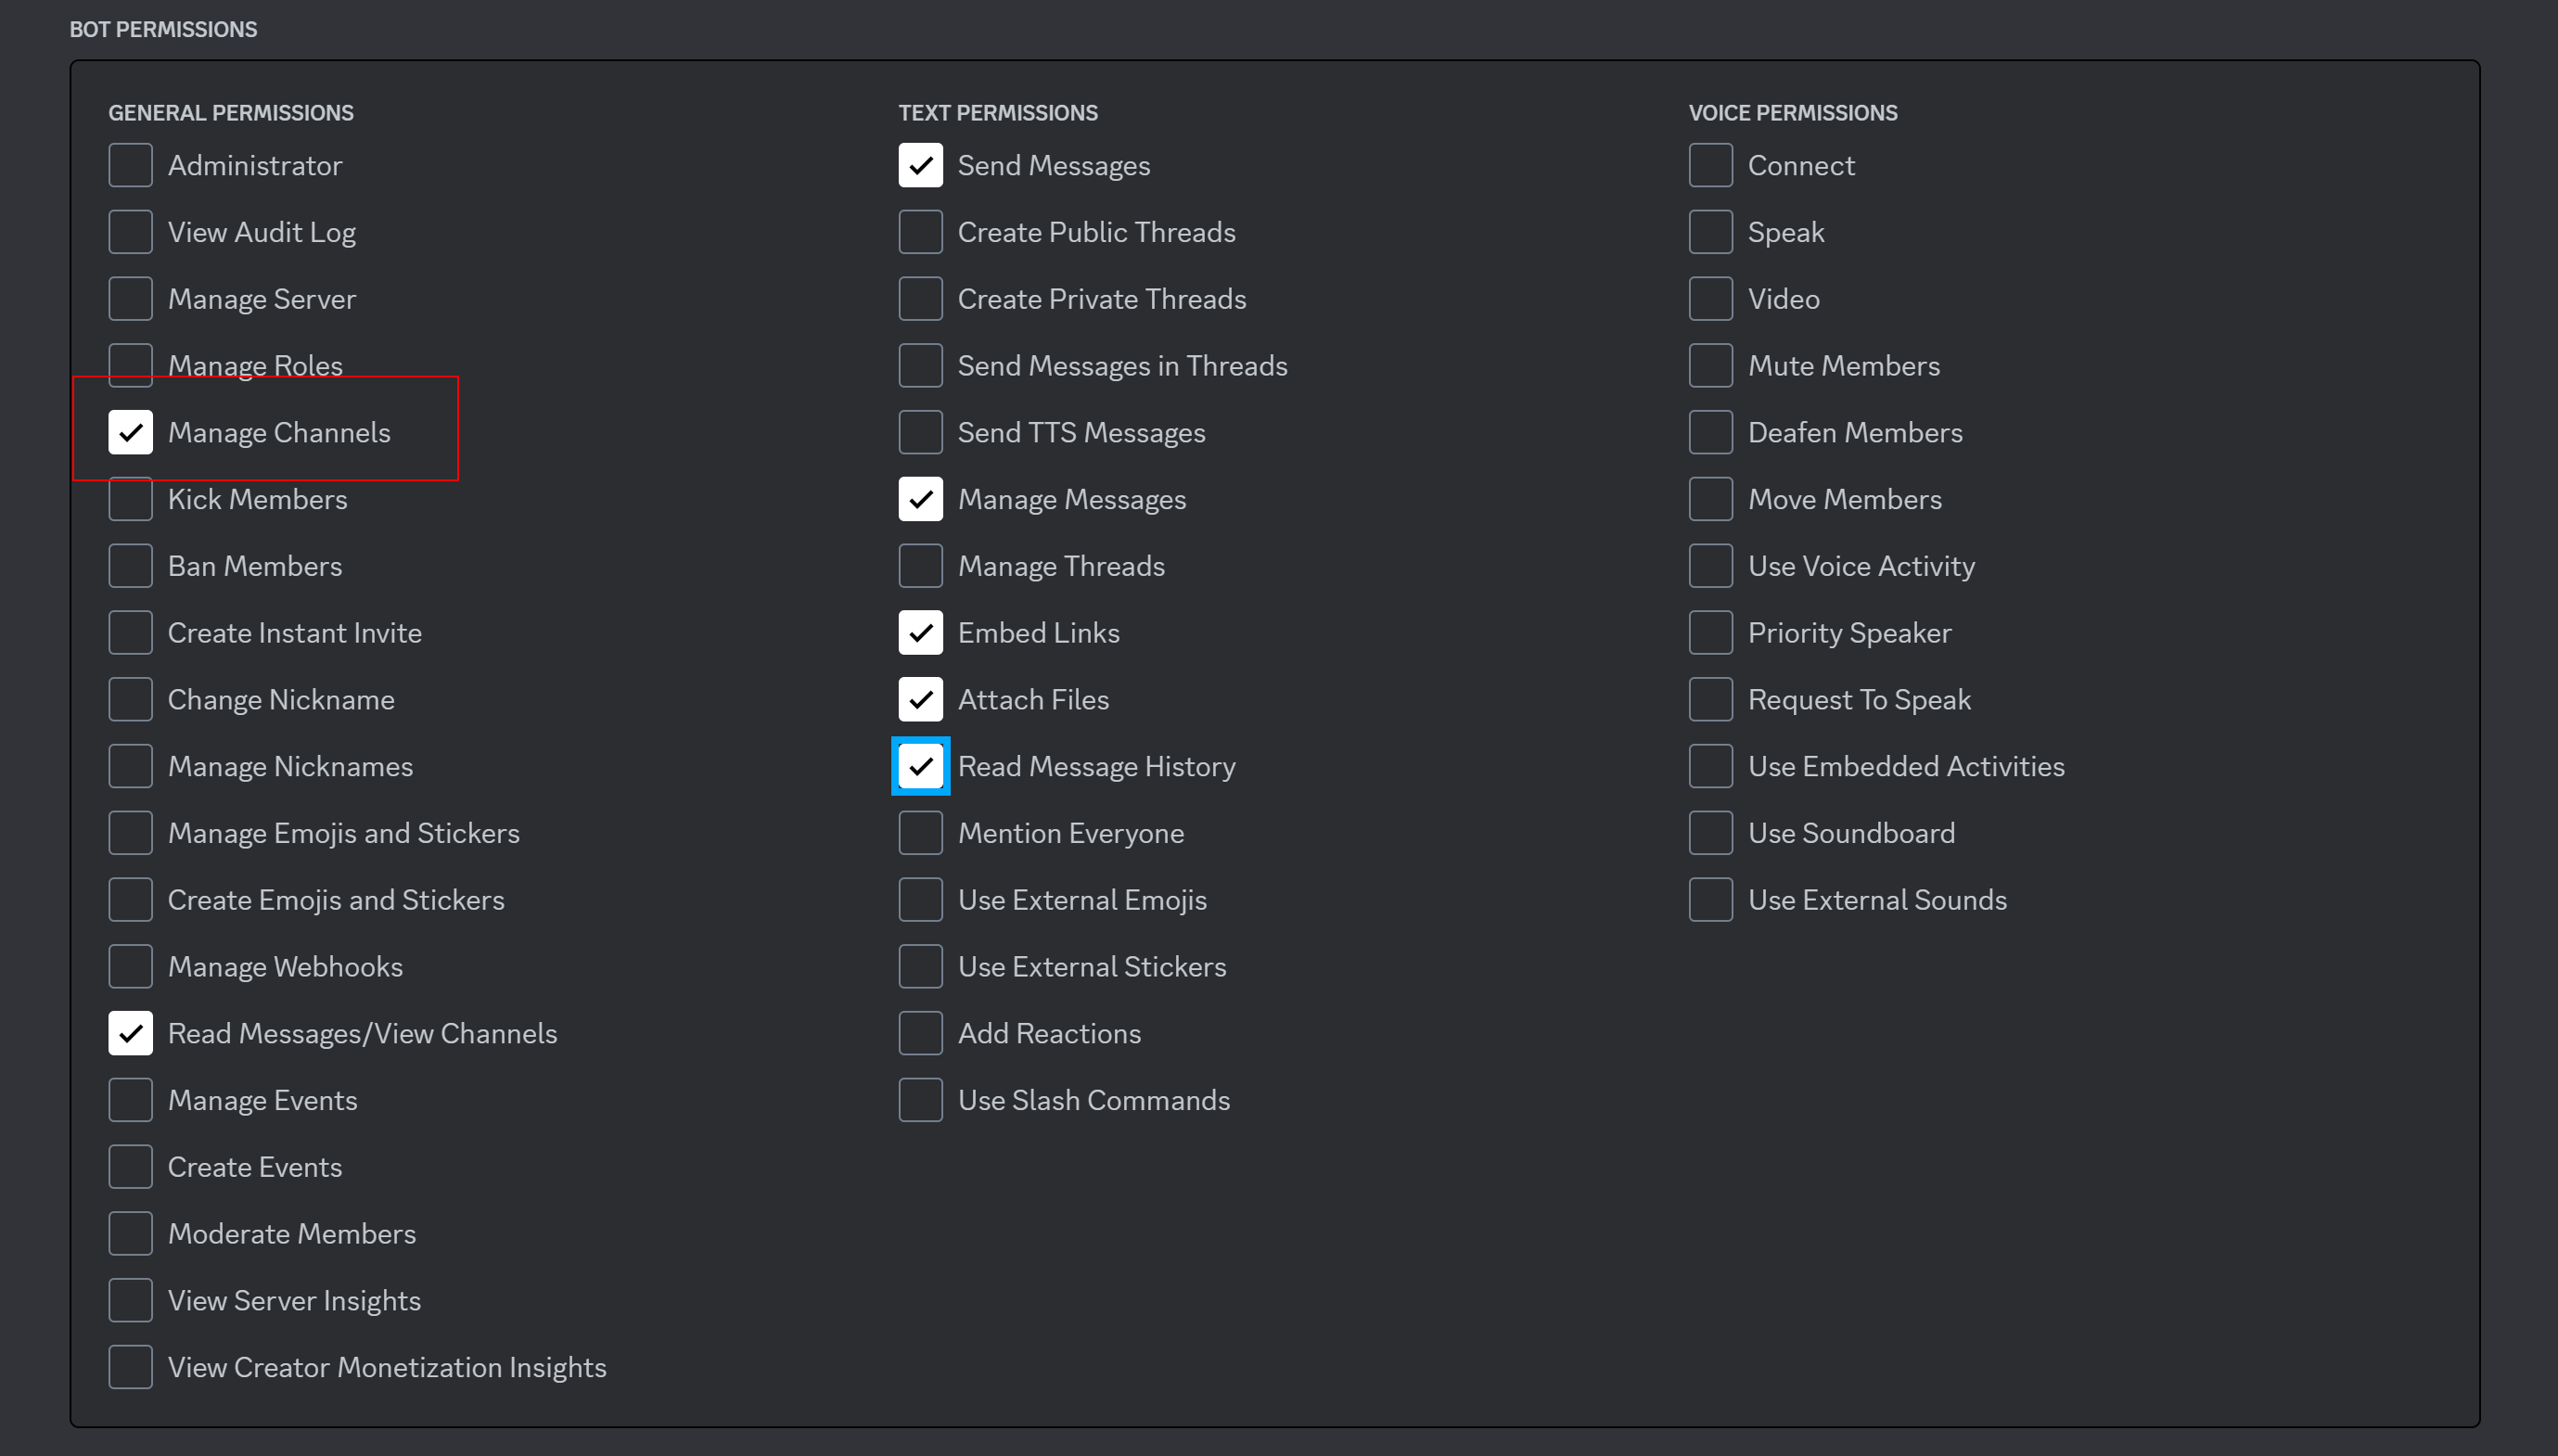 BOT PERMISSIONS
GENERAL PERMISSIONS
Administrator
View Audit Log
Manage Server
Manage Roles
Manage Channels
Kick Members
Ban Members
Create Instant Invite
Change Nickname
Manage Nicknames
Manage Emojis and Stickers
Create Emojis and Stickers
Manage Webhooks
Read Messages/View Channels
Manage Events
Create Events
Moderate Members
View Server Insights
View Creator Monetization Insights
TEXT PERMISSIONS
Send Messages
Create Public Threads
Create Private Threads
Send Messages in Threads
Send TTS Messages
Manage Messages
Manage Threads
Embed Links
Attach Files
Read Message History
Mention Everyone
Use External Emojis
Use External Stickers
Add Reactions
Use Slash Commands
VOICE PERMISSIONS
Connect
Speak
Video
Mute Members
Deafen Members
Move Members
Use Voice Activity
Priority Speaker
Request To Speak
Use Embedded Activities
Use Soundboard
Use External Sounds